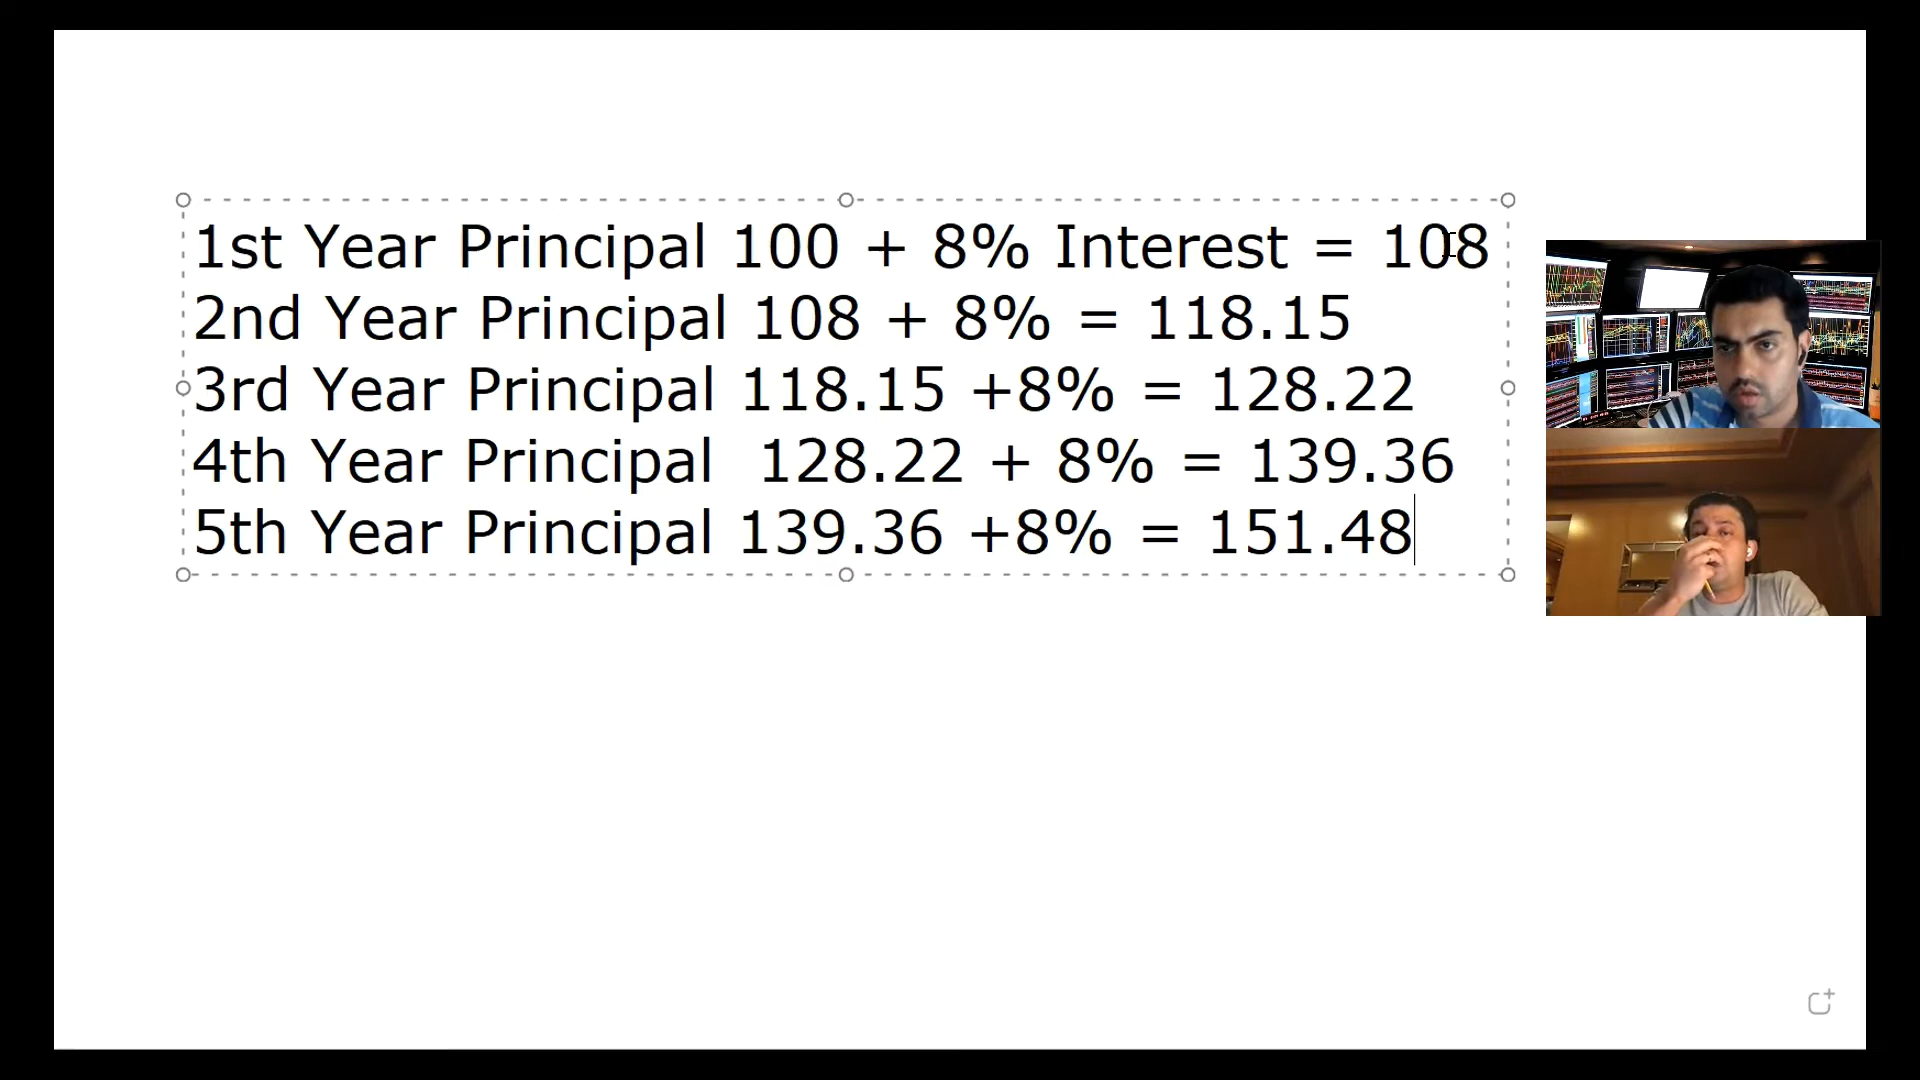 1st Year Principal 100 + 8% Interest = 108
2nd Year Principal 108 + 8% = 118.15
3rd Year Principal 118.15 +8% = 128.22
4th Year Principal  128.22 + 8% = 139.36
5th Year Principal 139.36 +8% = 151.48